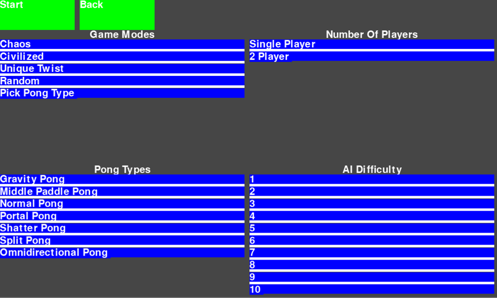 Start
Back
Game Modes
Chaos
Civilized
Unique Twist
Random
Pick Pong Type
Number Of Players
Single Player
2 Player
Pong Types
Gravity Pong
Middle Paddle Pong
Normal Pong
Portal Pong
Shatter Pong
Split Pong
Omnidirectional Pong
AI Difficulty
1
2
3
4
5
6
7
8
9
10